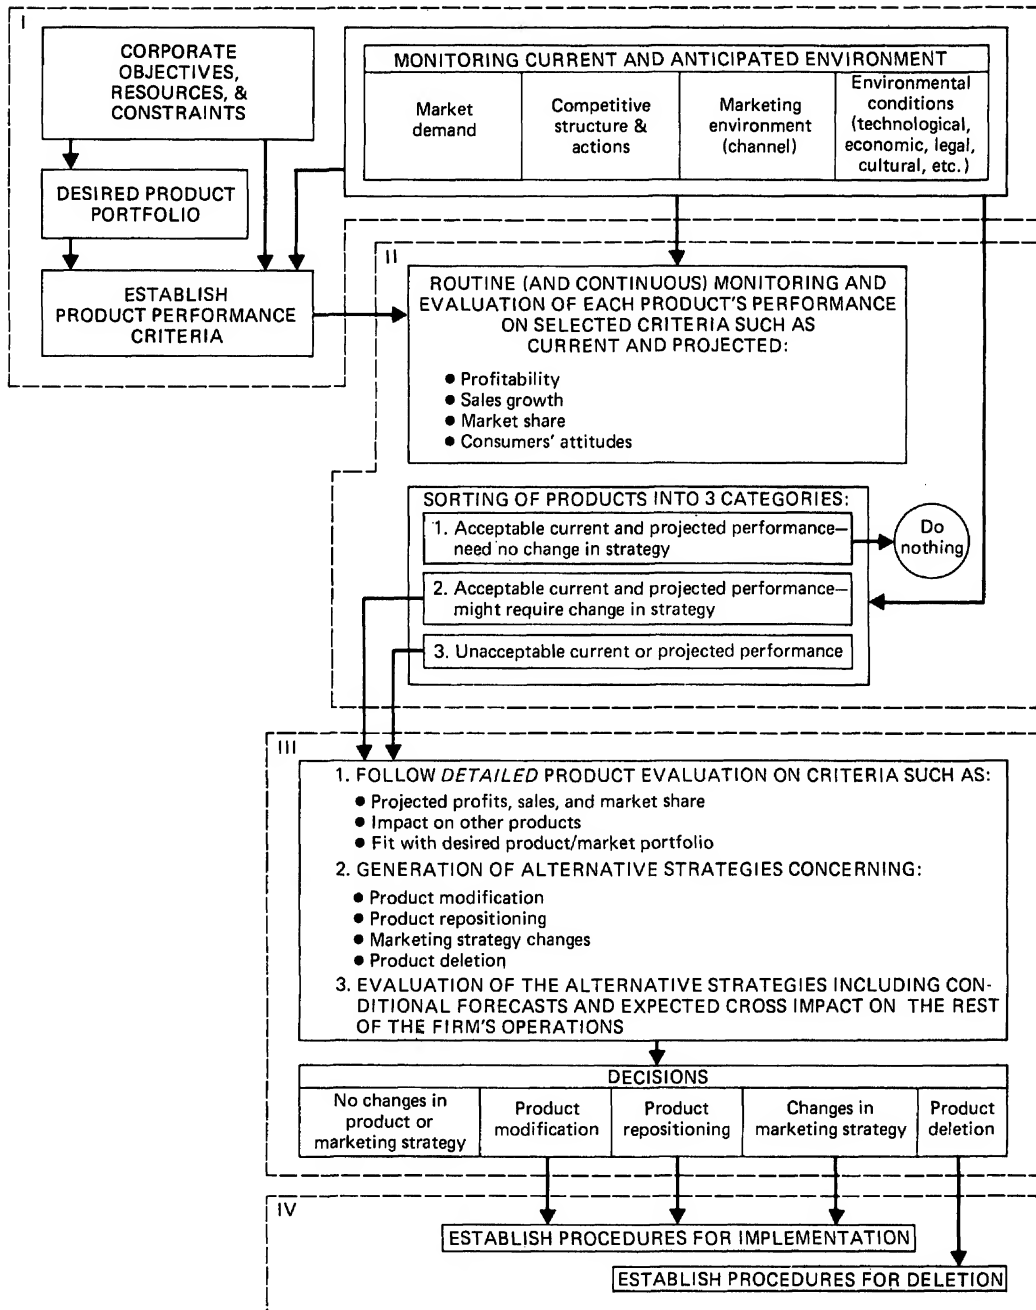 I
CORPORATE
OBJECTIVES,
RESOURCES, &
CONSTRAINTS
DESIRED PRODUCT
PORTFOLIO
ESTABLISH
PRODUCT PERFORMANCE
CRITERIA
MONITORING CURRENT AND ANTICIPATED ENVIRONMENT
Market
demand
Competitive
structure &
actions
Marketing
environment
(channel)
Environmental
conditions
(technological,
economic, legal,
cultural, etc.)
II
ROUTINE (AND CONTINUOUS) MONITORING AND
EVALUATION OF EACH PRODUCT'S PERFORMANCE
ON SELECTED CRITERIA SUCH AS
CURRENT AND PROJECTED:
● Profitability
● Sales growth
● Market share
● Consumers' attitudes
SORTING OF PRODUCTS INTO 3 CATEGORIES:
1. Acceptable current and projected performance—
need no change in strategy
Do
nothing
2. Acceptable current and projected performance—
might require change in strategy
3. Unacceptable current or projected performance
III
1. FOLLOW DETAILED PRODUCT EVALUATION ON CRITERIA SUCH AS:
● Projected profits, sales, and market share
● Impact on other products
● Fit with desired product/market portfolio
2. GENERATION OF ALTERNATIVE STRATEGIES CONCERNING:
● Product modification
● Product repositioning
● Marketing strategy changes
● Product deletion
3. EVALUATION OF THE ALTERNATIVE STRATEGIES INCLUDING CON-
DITIONAL FORECASTS AND EXPECTED CROSS IMPACT ON THE REST
OF THE FIRM'S OPERATIONS
DECISIONS
No changes in
product or
marketing strategy
Product
modification
Product
repositioning
Changes in
marketing strategy
Product
deletion
IV
ESTABLISH PROCEDURES FOR IMPLEMENTATION
ESTABLISH PROCEDURES FOR DELETION